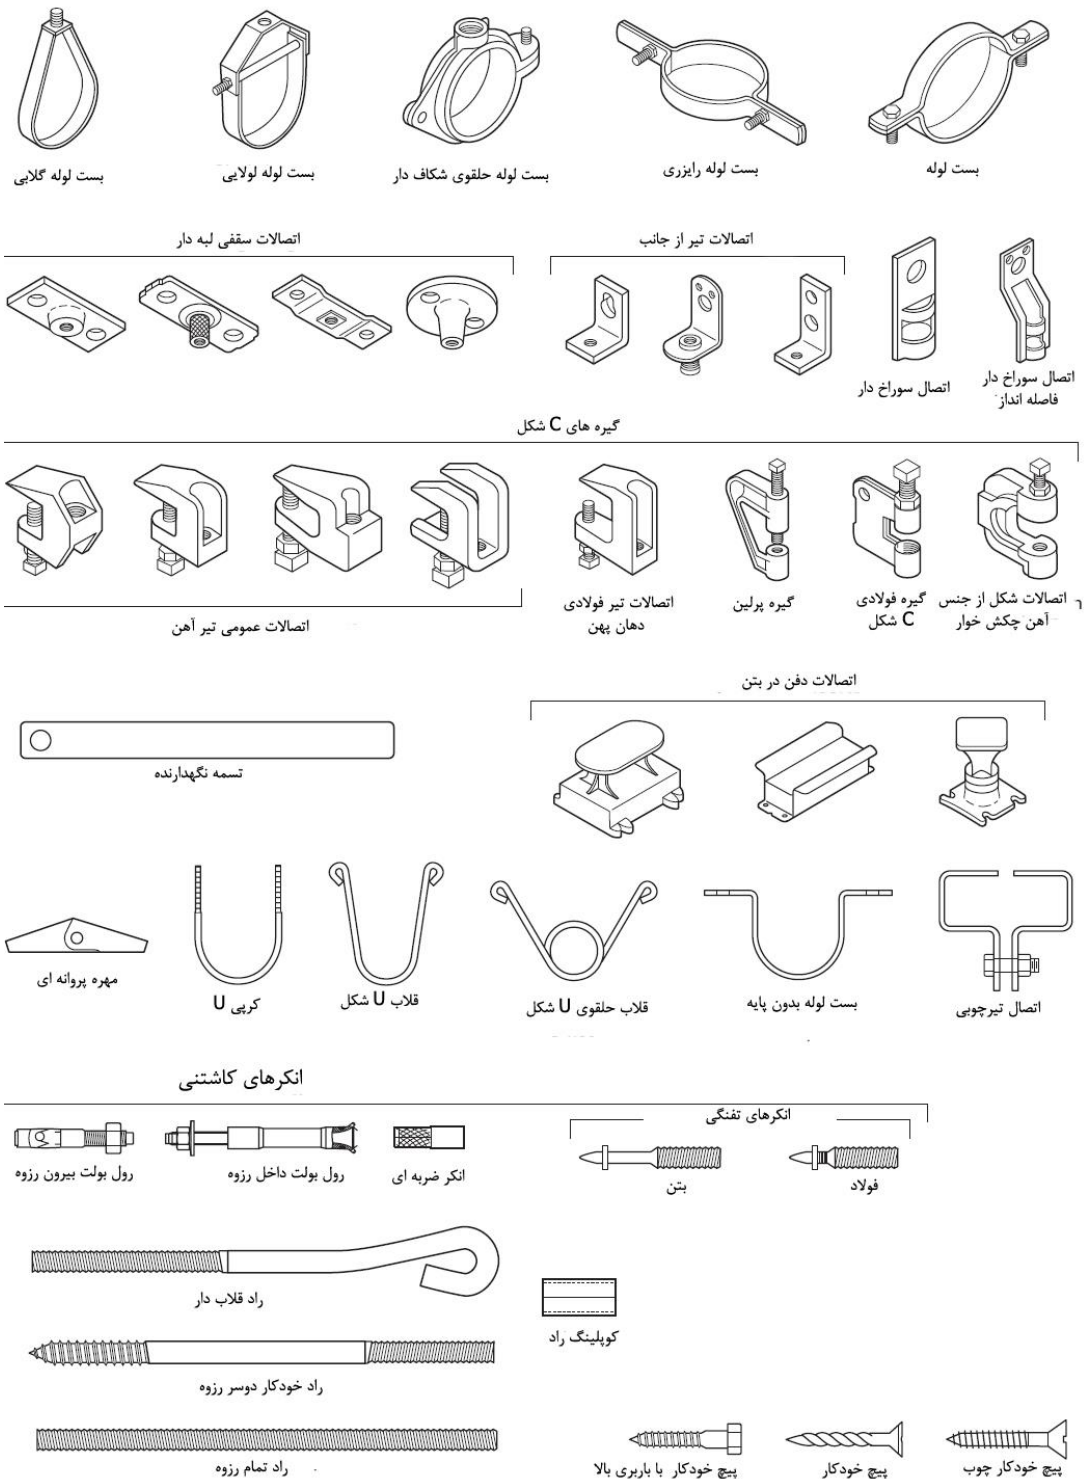 بست لوله
بست لوله رایزری
بست لوله حلقوی شکاف دار
بست لوله لولایی
بست لوله گلابی
اتصالات تیر از جانب
اتصالات سقفی لبه دار
اتصال سوراخ دار
فاصله انداز
اتصال سوراخ دار
گیره های C شکل
اتصالات شکل از جنس
آهن چکش خوار
گیره فولادی
C شکل
گیره پرلین
اتصالات تیر فولادی
دهان پهن
اتصالات عمومی تیر آهن
اتصالات دفن در بتن
تسمه نگهدارنده
اتصال تیرچوبی
بست لوله بدون پایه
قلاب حلقوی U شکل
قلاب U شکل
کرپی U
مهره پروانه ای
انکرهای کاشتنی
انکرهای تفنگی
فولاد
بتن
انکر ضربه ای
رول بولت داخل رزوه
رول بولت بیرون رزوه
راد قلاب دار
کوپلینگ راد
راد خودکار دوسر رزوه
پیچ خودکار چوب
پیچ خودکار
پیچ خودکار با باربری بالا
راد تمام رزوه